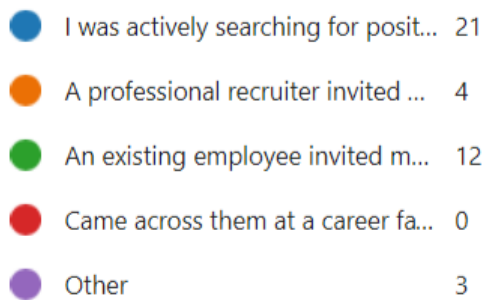 I was actively searching for posit... 21
A professional recruiter invited ... 4
An existing employee invited m... 12
Came across them at a career fa... 0
Other 3